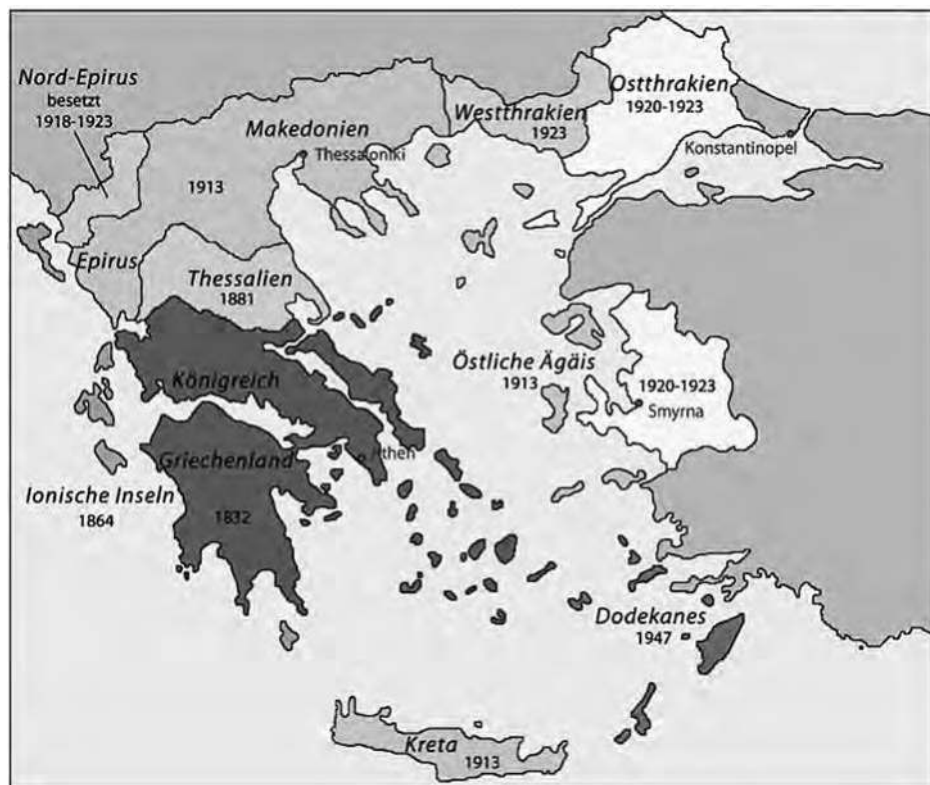 Nord-Epirus
besetzt
1918-1923
Ostthrakien
1920-1923
Westthrakien
1923
Makedonien
Thessaloniki
Konstantinopel
1913
Epirus
Thessalien
1881
Östliche Ägäis
1913
1920-1923
Smyrna
Königreich
Athen
Griechenland
Ionische Inseln
1864
1832
Dodekanes
1947
Kreta
1913